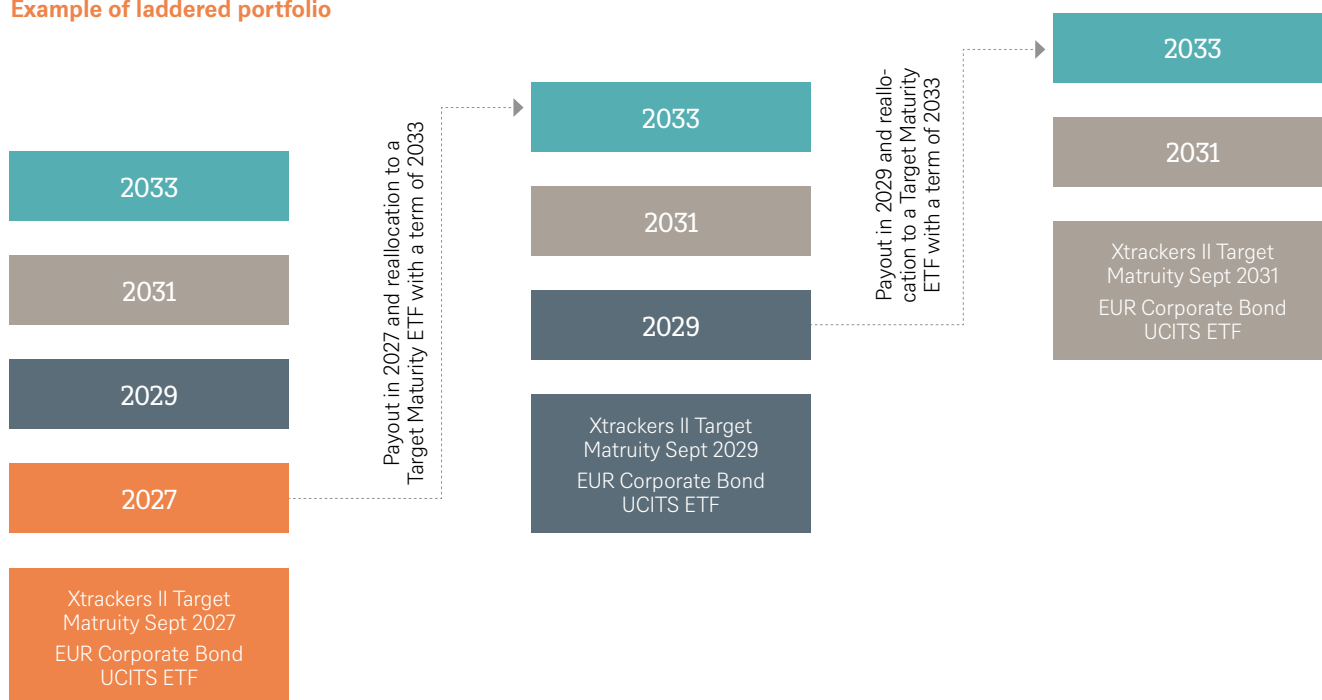 Example of laddered portfolio
2033
2031
2029
2027
Xtrackers II Target
Matruity Sept 2027
EUR Corporate Bond
UCITS ETF
Payout in 2027 and reallocation to a
Target Maturity ETF with a term of 2033
2033
2031
2029
Xtrackers II Target
Matruity Sept 2029
EUR Corporate Bond
UCITS ETF
Payout in 2029 and reallo-
cation to a Target Maturity
ETF with a term of 2033
2033
2031
Xtrackers II Target
Matruity Sept 2031
EUR Corporate Bond
UCITS ETF